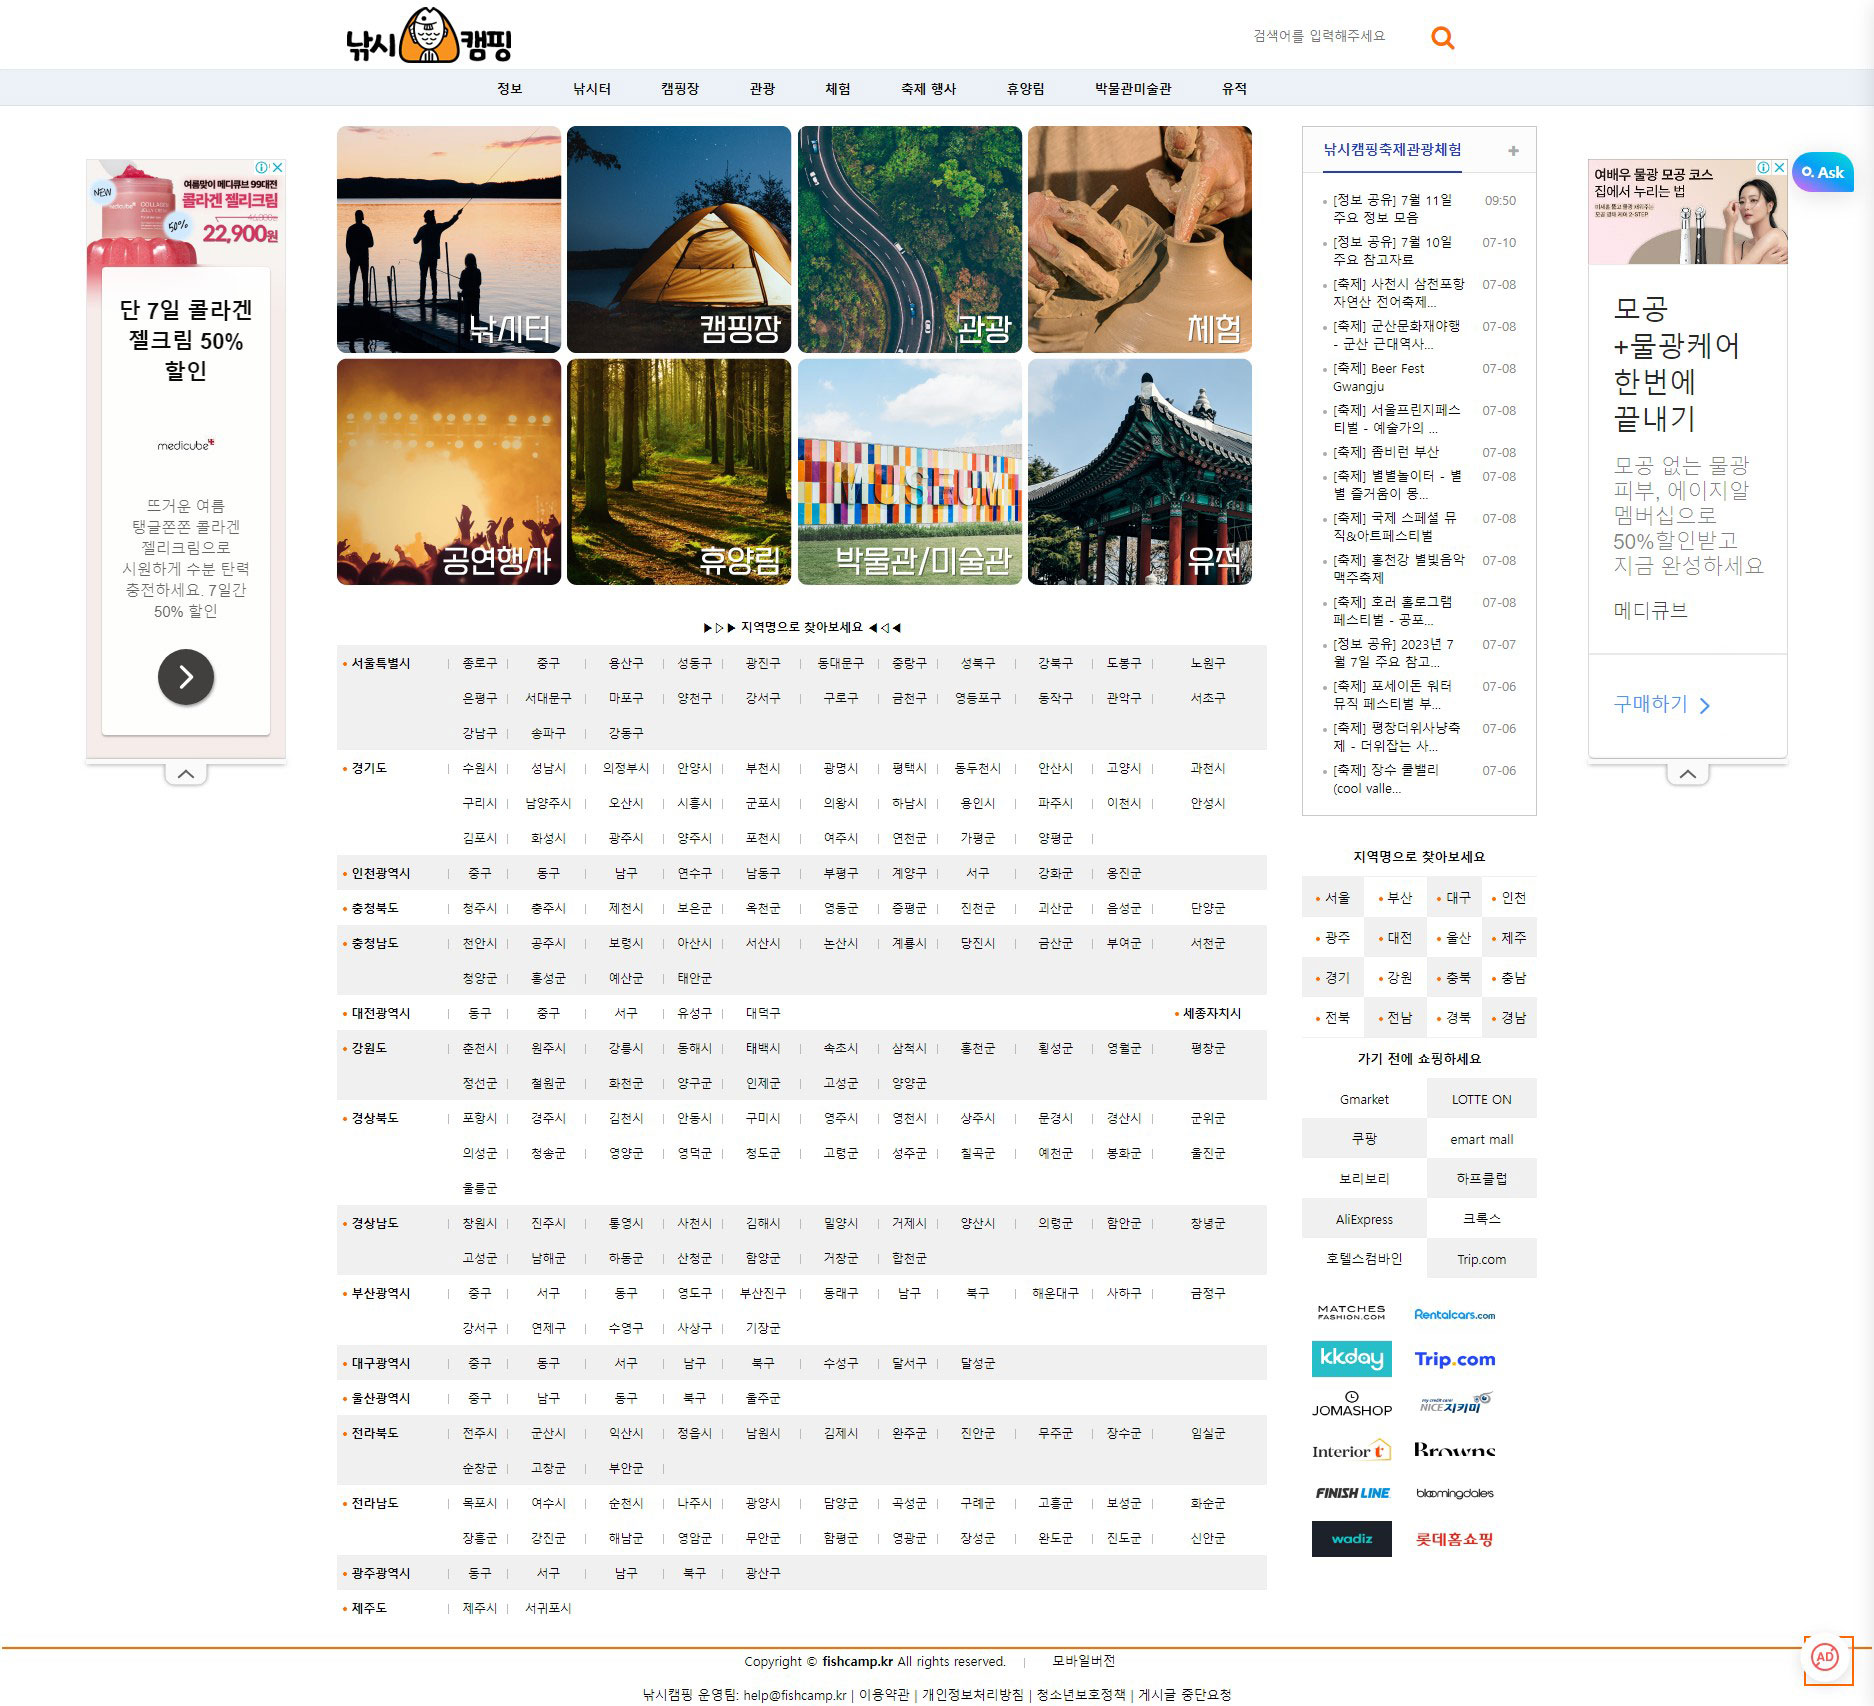 낚시 캠핑
검색어를 입력해주세요
정보 낚시터 캠핑장 관광 체험 축제 행사 휴양림 박물관미술관 유적
NEW
여름맞이 메디큐브 99대전
콜라겐 젤리크림
46,000원
50%
22,900원
단 7일 콜라겐
젤크림 50%
할인
medicube
뜨거운 여름
탱글쫀쫀 콜라겐
젤리크림으로
시원하게 수분 탄력
충전하세요. 7일간
50% 할인
낚시터
캠핑장
관광
체험
공연행사
휴양림
MUSEUM
박물관/미술관
유적
▶▷▶ 지역명으로 찾아보세요 ◀◁◀
서울특별시 종로구 중구 용산구 성동구 광진구 동대문구 중랑구 성북구 강북구 도봉구 노원구
은평구 서대문구 마포구 양천구 강서구 구로구 금천구 영등포구 동작구 관악구 서초구
강남구 송파구 강동구
경기도 수원시 성남시 의정부시 안양시 부천시 광명시 평택시 동두천시 안산시 고양시 과천시
구리시 남양주시 오산시 시흥시 군포시 의왕시 하남시 용인시 파주시 이천시 안성시
김포시 화성시 광주시 양주시 포천시 여주시 연천군 가평군 양평군
인천광역시 중구 동구 남구 연수구 남동구 부평구 계양구 서구 강화군 옹진군
충청북도 청주시 충주시 제천시 보은군 옥천군 영동군 증평군 진천군 괴산군 음성군 단양군
충청남도 천안시 공주시 보령시 아산시 서산시 논산시 계룡시 당진시 금산군 부여군 서천군
청양군 홍성군 예산군 태안군
대전광역시 동구 중구 서구 유성구 대덕구 세종자치시
강원도 춘천시 원주시 강릉시 동해시 태백시 속초시 삼척시 홍천군 횡성군 영월군 평창군
정선군 철원군 화천군 양구군 인제군 고성군 양양군
경상북도 포항시 경주시 김천시 안동시 구미시 영주시 영천시 상주시 문경시 경산시 군위군
의성군 청송군 영양군 영덕군 청도군 고령군 성주군 칠곡군 예천군 봉화군 울진군
울릉군
경상남도 창원시 진주시 통영시 사천시 김해시 밀양시 거제시 양산시 의령군 함안군 창녕군
고성군 남해군 하동군 산청군 함양군 거창군 합천군
부산광역시 중구 서구 동구 영도구 부산진구 동래구 남구 북구 해운대구 사하구 금정구
강서구 연제구 수영구 사상구 기장군
대구광역시 중구 동구 서구 남구 북구 수성구 달서구 달성군
울산광역시 중구 남구 동구 북구 울주군
전라북도 전주시 군산시 익산시 정읍시 남원시 김제시 완주군 진안군 무주군 장수군 임실군
순창군 고창군 부안군
전라남도 목포시 여수시 순천시 나주시 광양시 담양군 곡성군 구례군 고흥군 보성군 화순군
장흥군 강진군 해남군 영암군 무안군 함평군 영광군 장성군 완도군 진도군 신안군
광주광역시 동구 서구 남구 북구 광산구
제주도 제주시 서귀포시
낚시캠핑축제관광체험
[정보 공유] 7월 11일 09:50
주요 정보 모음
[정보 공유] 7월 10일 07-10
주요 참고자료
[축제] 사천시 삼천포항 07-08
자연산 전어축제...
[축제] 군산문화재야행 07-08
- 군산 근대역사...
[축제] Beer Fest 07-08
Gwangju
[축제] 서울프린지페스 07-08
티벌 - 예술가의 ...
[축제] 좀비런 부산 07-08
[축제] 별별놀이터 - 별 07-08
별 즐거움이 몽...
[축제] 국제 스페셜 뮤 07-08
직&아트페스티벌
[축제] 홍천강 별빛음악 07-08
맥주축제
[축제] 호러 홀로그램 07-08
페스티벌 - 공포...
[정보 공유] 2023년 7 07-07
월 7일 주요 참고...
[축제] 포세이돈 워터 07-06
뮤직 페스티벌 부...
[축제] 평창더위사냥축 07-06
제 - 더위잡는 사...
[축제] 장수 쿨밸리 07-06
(cool valle...
지역명으로 찾아보세요
서울 부산 대구 인천
광주 대전 울산 제주
경기 강원 충북 충남
전북 전남 경북 경남
가기 전에 쇼핑하세요
Gmarket LOTTE ON
쿠팡 emart mall
보리보리 하프클럽
AliExpress 크록스
호텔스컴바인 Trip.com
MATCHES
FASHION.COM
Rentalcars.com
kkday Trip.com
JOMASHOP
my credit care!
NICE지키미
Interior t Browns
FINISH LINE bloomingdales
wadiz 롯데홈쇼핑
여배우 물광 모공 코스
집에서 누리는 법
모공
+물광케어
한번에
끝내기
모공 없는 물광
피부, 에이지알
멤버십으로
50%할인받고
지금 완성하세요
메디큐브
구매하기
Ask
AD
Copyright © fishcamp.kr All rights reserved. | 모바일버전
낚시캠핑 운영팀: help@fishcamp.kr | 이용약관 | 개인정보처리방침 | 청소년보호정책 | 게시글 중단요청